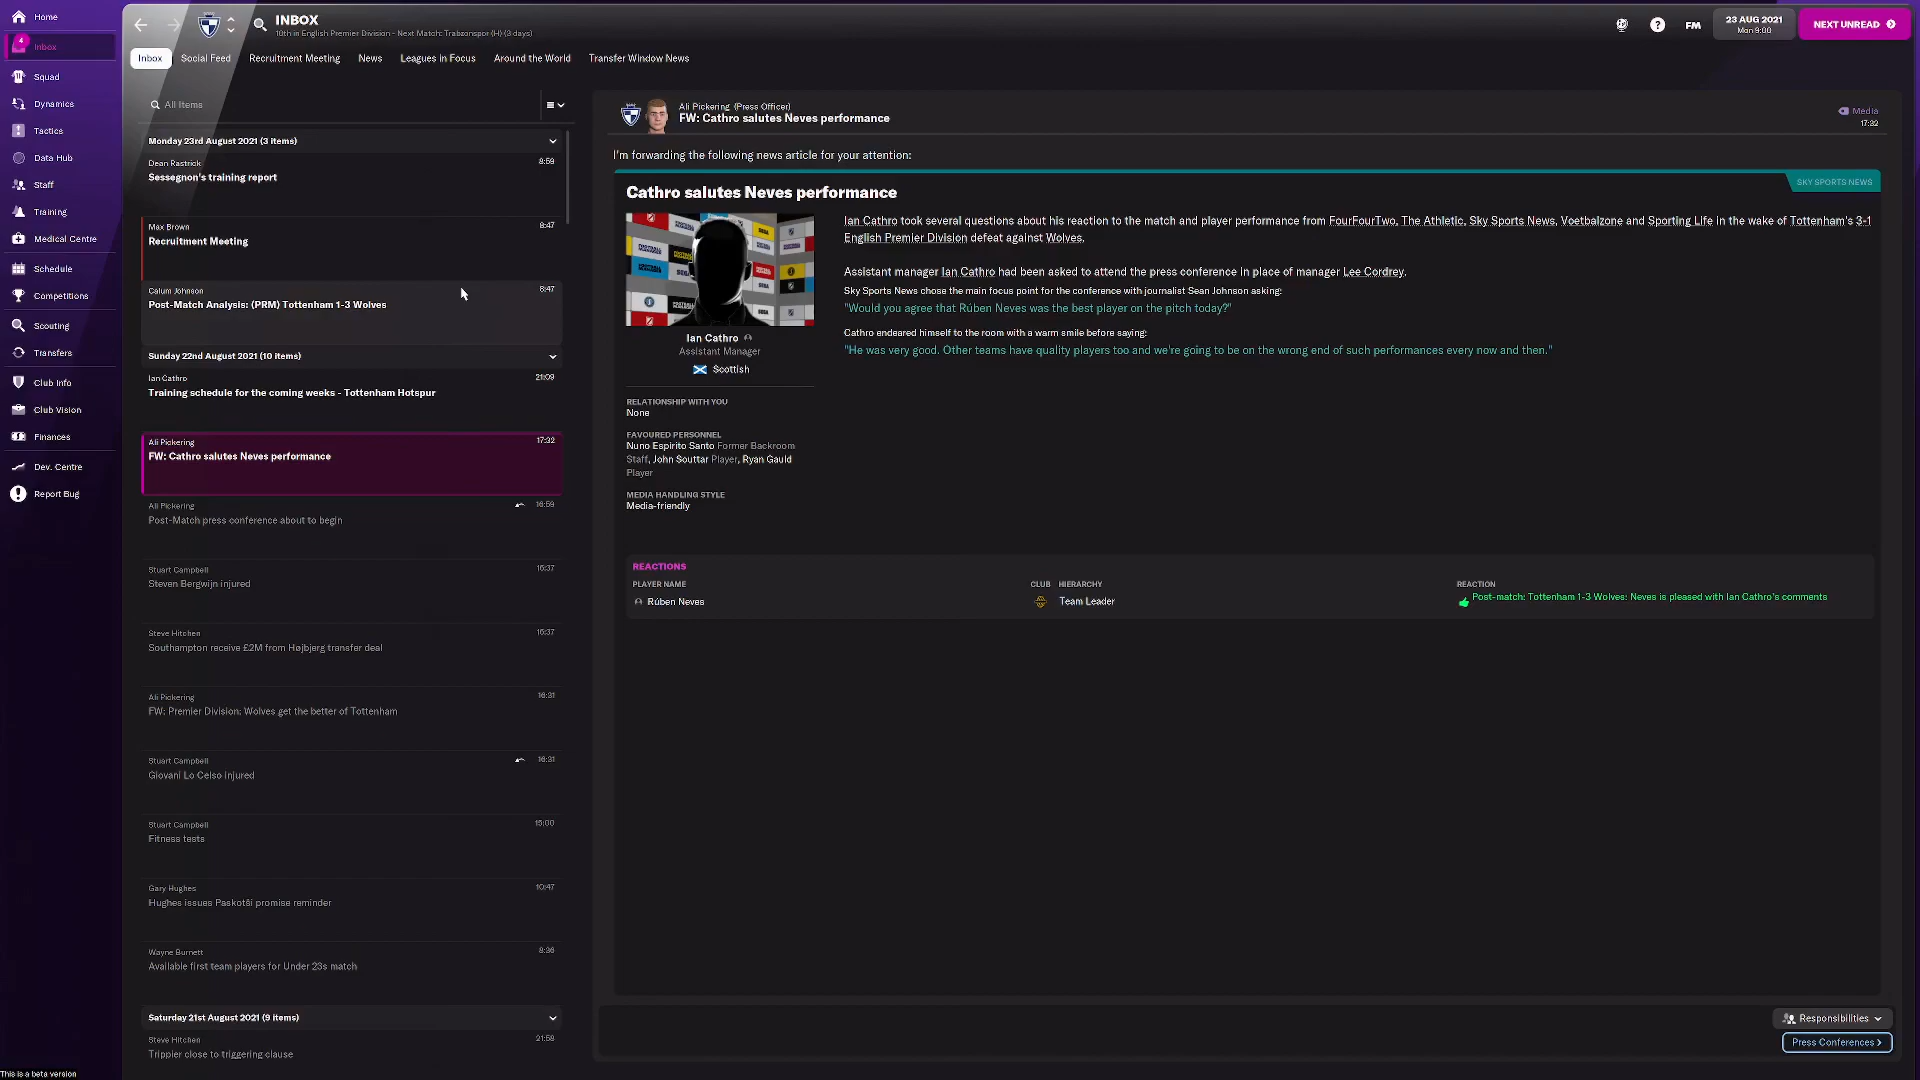 Home
4
Inbox
Squad
Dynamics
Tactics
Data Hub
Staff
Training
Medical Centre
Schedule
Competitions
Scouting
Transfers
Club Info
Club Vision
Finances
Dev. Centre
Report Bug
This is a beta version
INBOX
10th in English Premier Division - Next Match: Trabzonspor (H) (3 days)
FM
23 AUG 2021
Mon 9:00
NEXT UNREAD
Inbox
Social Feed
Recruitment Meeting
News
Leagues in Focus
Around the World
Transfer Window News
All Items
Monday 23rd August 2021 (3 items)
Dean Rastrick
8:59
Sessegnon's training report
Max Brown
8:47
Recruitment Meeting
Calum Johnson
8:47
Post-Match Analysis: (PRM) Tottenham 1-3 Wolves
Sunday 22nd August 2021 (10 items)
Ian Cathro
21:09
Training schedule for the coming weeks - Tottenham Hotspur
Ali Pickering
17:32
FW: Cathro salutes Neves performance
Ali Pickering
16:59
Post-Match press conference about to begin
Stuart Campbell
16:37
Steven Bergwijn injured
Steve Hitchen
16:37
Southampton receive £2M from Højbjerg transfer deal
Ali Pickering
16:31
FW: Premier Division: Wolves get the better of Tottenham
Stuart Campbell
16:31
Giovani Lo Celso injured
Stuart Campbell
15:00
Fitness tests
Gary Hughes
10:47
Hughes issues Paskotši promise reminder
Wayne Burnett
8:36
Available first team players for Under 23s match
Saturday 21st August 2021 (9 items)
Steve Hitchen
21:58
Trippier close to triggering clause
Ali Pickering (Press Officer)
FW: Cathro salutes Neves performance
Media
17:32
I'm forwarding the following news article for your attention:
Cathro salutes Neves performance
SKY SPORTS NEWS
Ian Cathro took several questions about his reaction to the match and player performance from FourFourTwo, The Athletic, Sky Sports News, Voetbalzone and Sporting Life in the wake of Tottenham's 3-1
English Premier Division defeat against Wolves.
Assistant manager Ian Cathro had been asked to attend the press conference in place of manager Lee Cordrey.
Sky Sports News chose the main focus point for the conference with journalist Sean Johnson asking:
"Would you agree that Rúben Neves was the best player on the pitch today?"
Cathro endeared himself to the room with a warm smile before saying:
"He was very good. Other teams have quality players too and we're going to be on the wrong end of such performances every now and then."
Ian Cathro
Assistant Manager
Scottish
RELATIONSHIP WITH YOU
None
FAVOURED PERSONNEL
Nuno Espírito Santo Former Backroom
Staff, John Souttar Player, Ryan Gauld
Player
MEDIA HANDLING STYLE
Media-friendly
REACTIONS
PLAYER NAME
CLUB
HIERARCHY
REACTION
Rúben Neves
Team Leader
Post-match: Tottenham 1-3 Wolves: Neves is pleased with Ian Cathro's comments
Responsibilities
Press Conferences